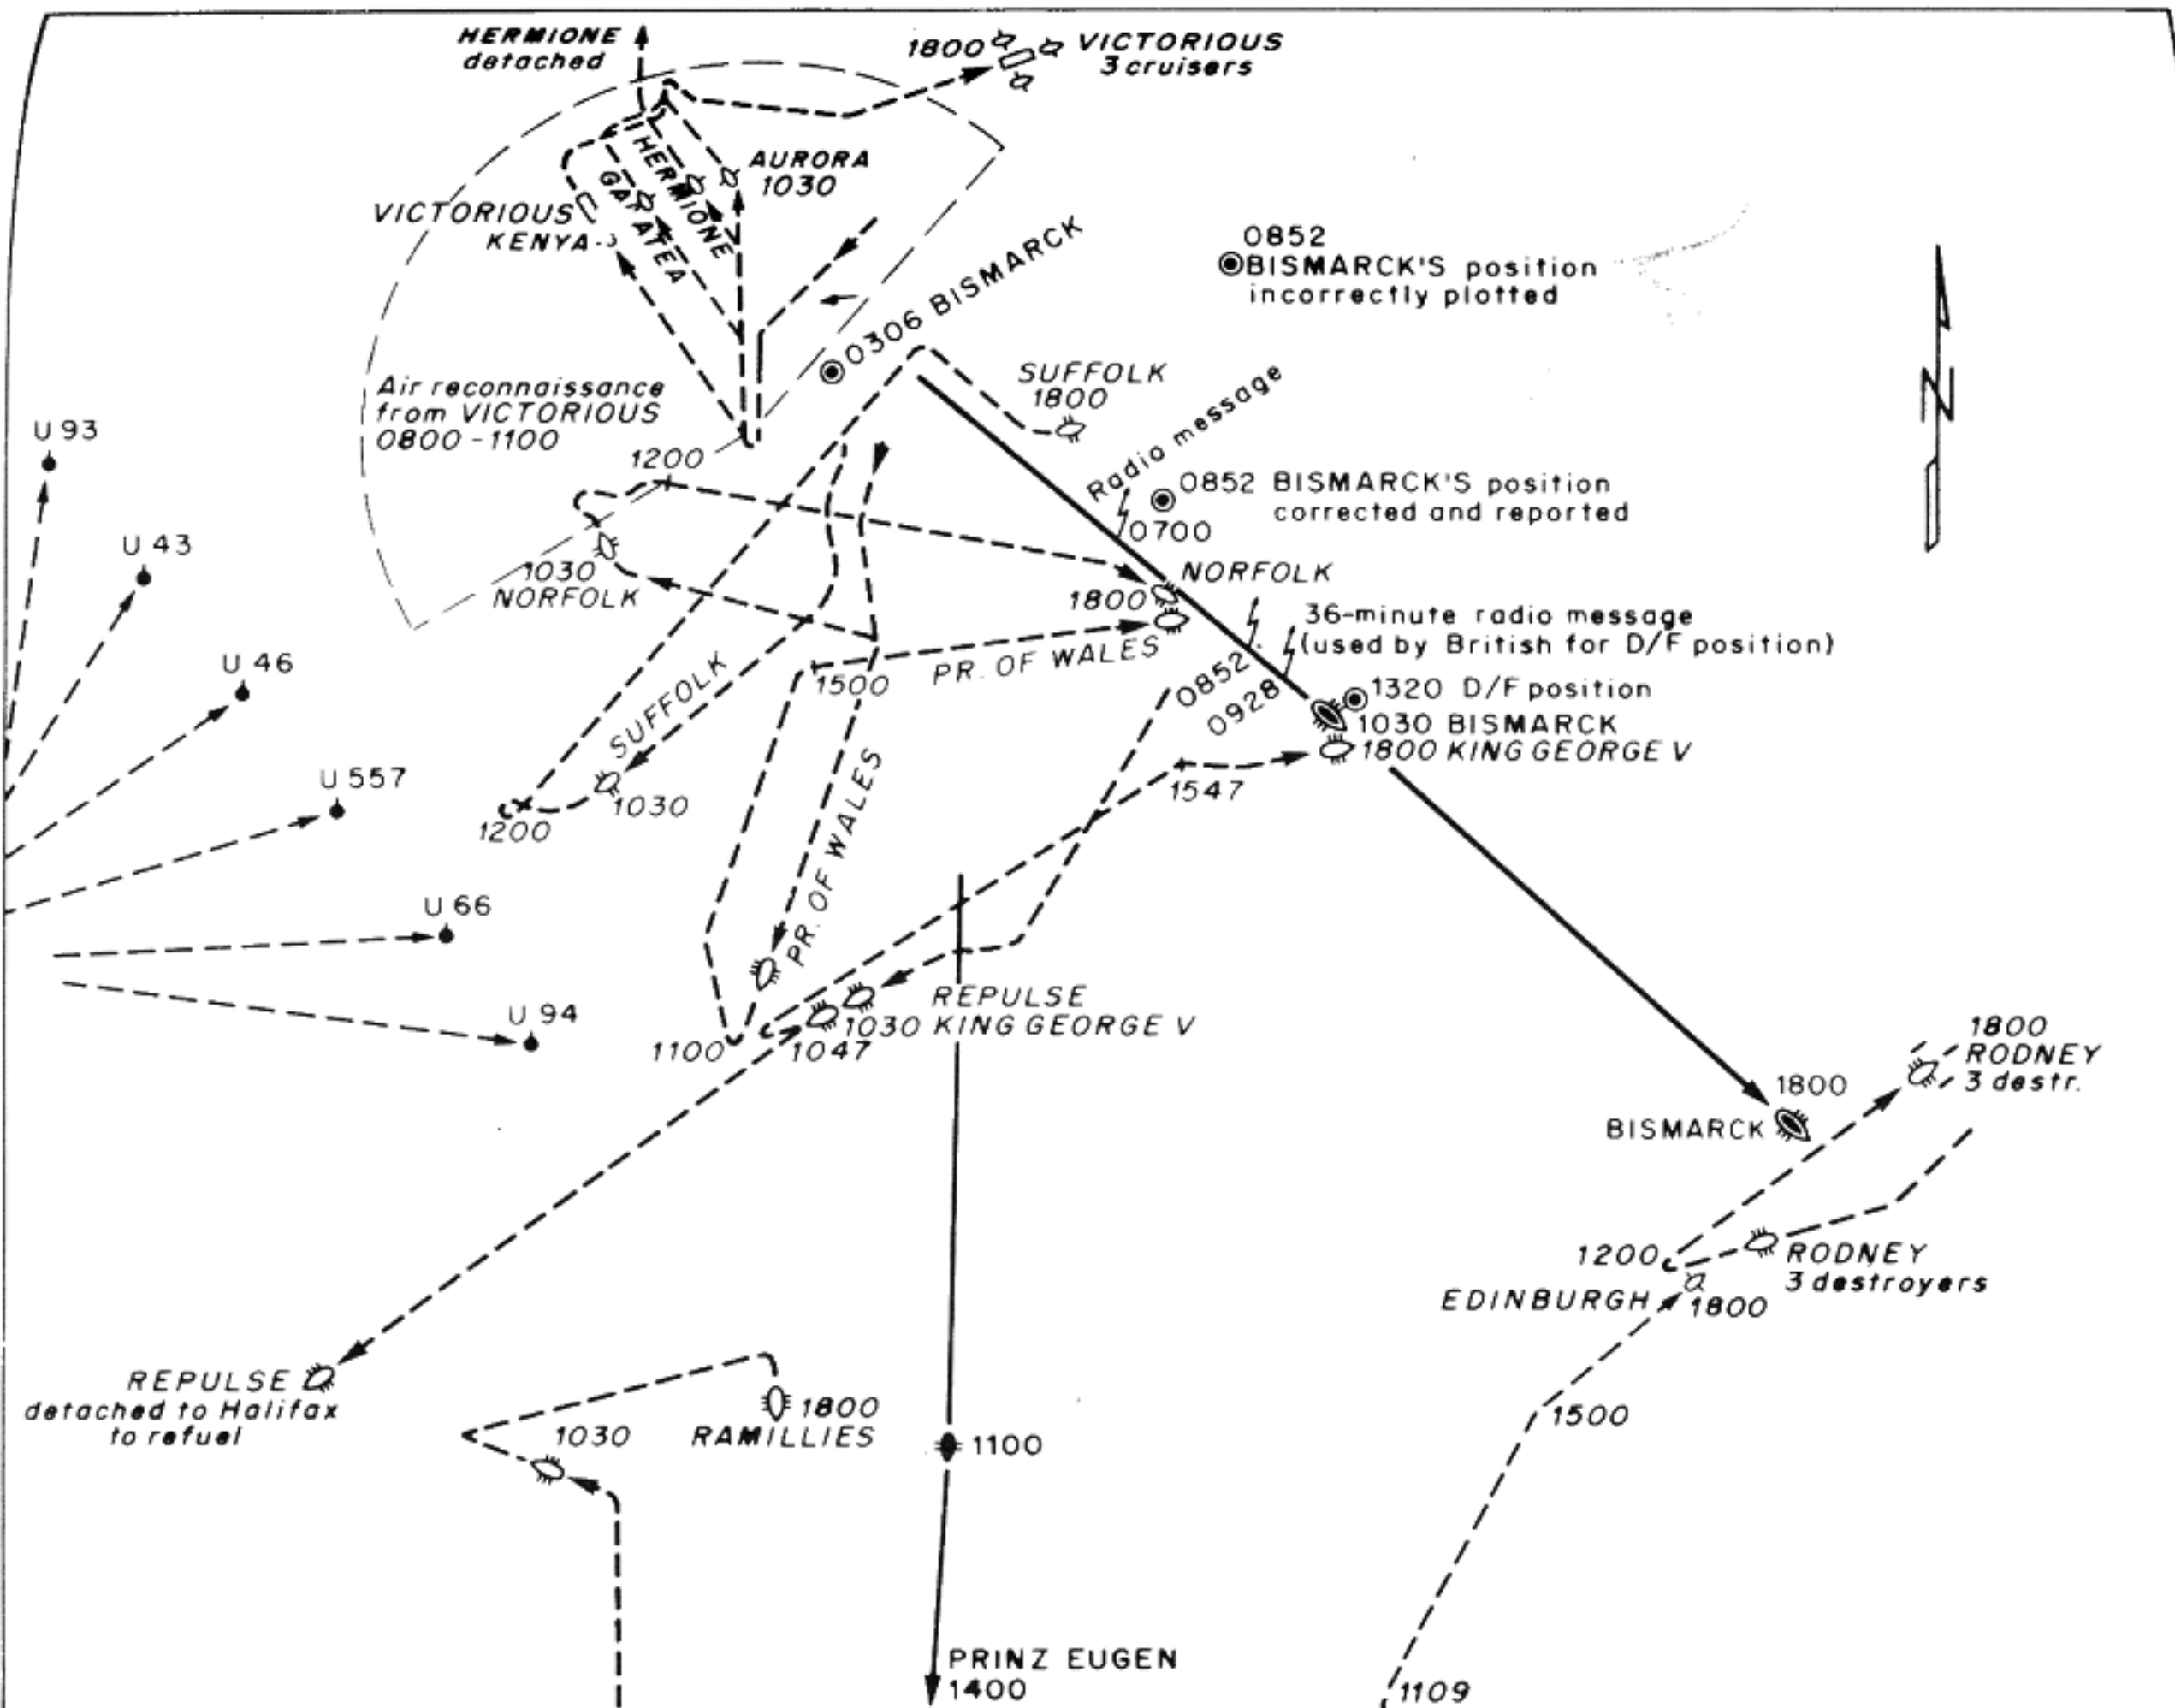 HERMIONE
detached
1800
VICTORIOUS
3 cruisers
HERMIONE
GALATEA
AURORA
1030
VICTORIOUS
KENYA
0306 BISMARCK
0852
BISMARCK'S position
incorrectly plotted
Air reconnaissance
from VICTORIOUS
0800-1100
SUFFOLK
1800
Radio message
N
U 93
1200
0852 BISMARCK'S position
corrected and reported
0700
U 43
1030
NORFOLK
NORFOLK
1800
36-minute radio message
(used by British for D/F position)
U 46
SUFFOLK
1500
PR. OF WALES
0852
0928
1320 D/F position
1030 BISMARCK
1800 KING GEORGE V
U 557
1030
1200
PR. OF WALES
1547
U 66
U 94
REPULSE
1030 KING GEORGE V
1100
1047
1800
RODNEY
3 destr.
1800
BISMARCK
1200
RODNEY
3 destroyers
EDINBURGH
1800
REPULSE
detached to Halifax
to refuel
1030
1800
RAMILLIES
1100
1500
PRINZ EUGEN
1400
1109